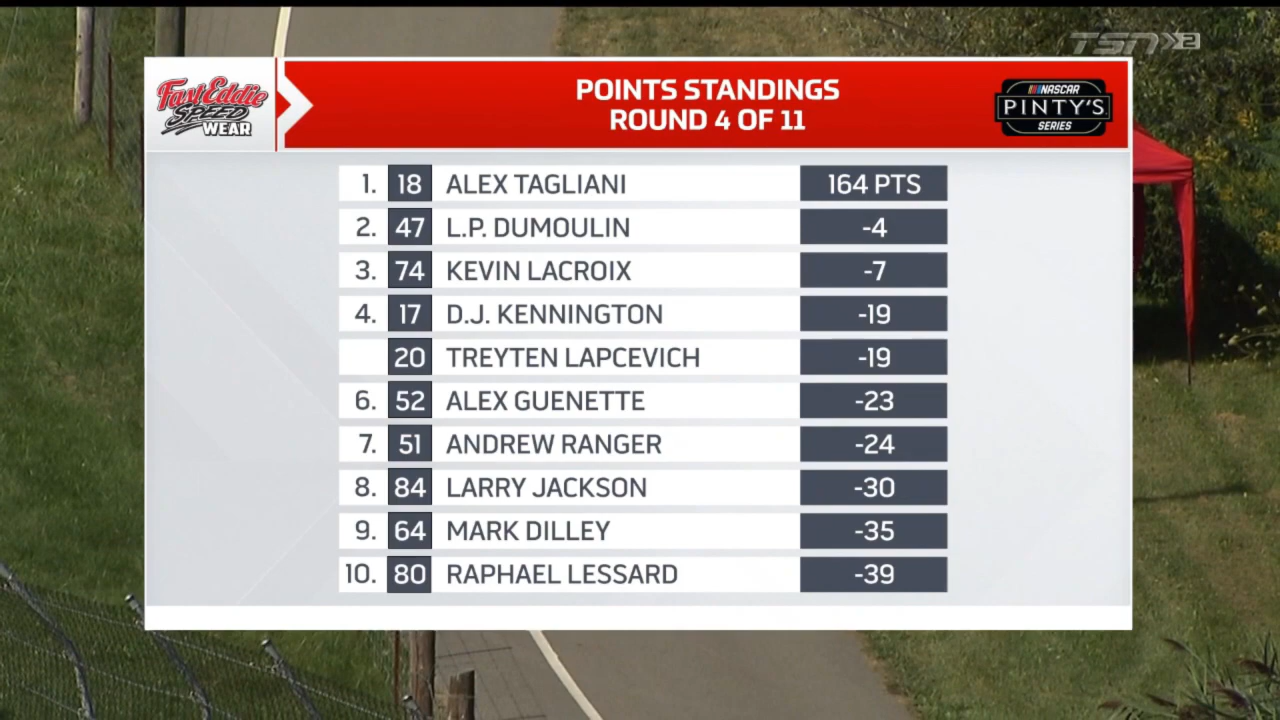 TSN 2
Fast Eddie
SPEED
WEAR
POINTS STANDINGS
ROUND 4 OF 11
NASCAR
PINTY'S
SERIES
1. 18 ALEX TAGLIANI 164 PTS
2. 47 L.P. DUMOULIN -4
3. 74 KEVIN LACROIX -7
4. 17 D.J. KENNINGTON -19
20 TREYTEN LAPCEVICH -19
6. 52 ALEX GUENETTE -23
7. 51 ANDREW RANGER -24
8. 84 LARRY JACKSON -30
9. 64 MARK DILLEY -35
10. 80 RAPHAEL LESSARD -39